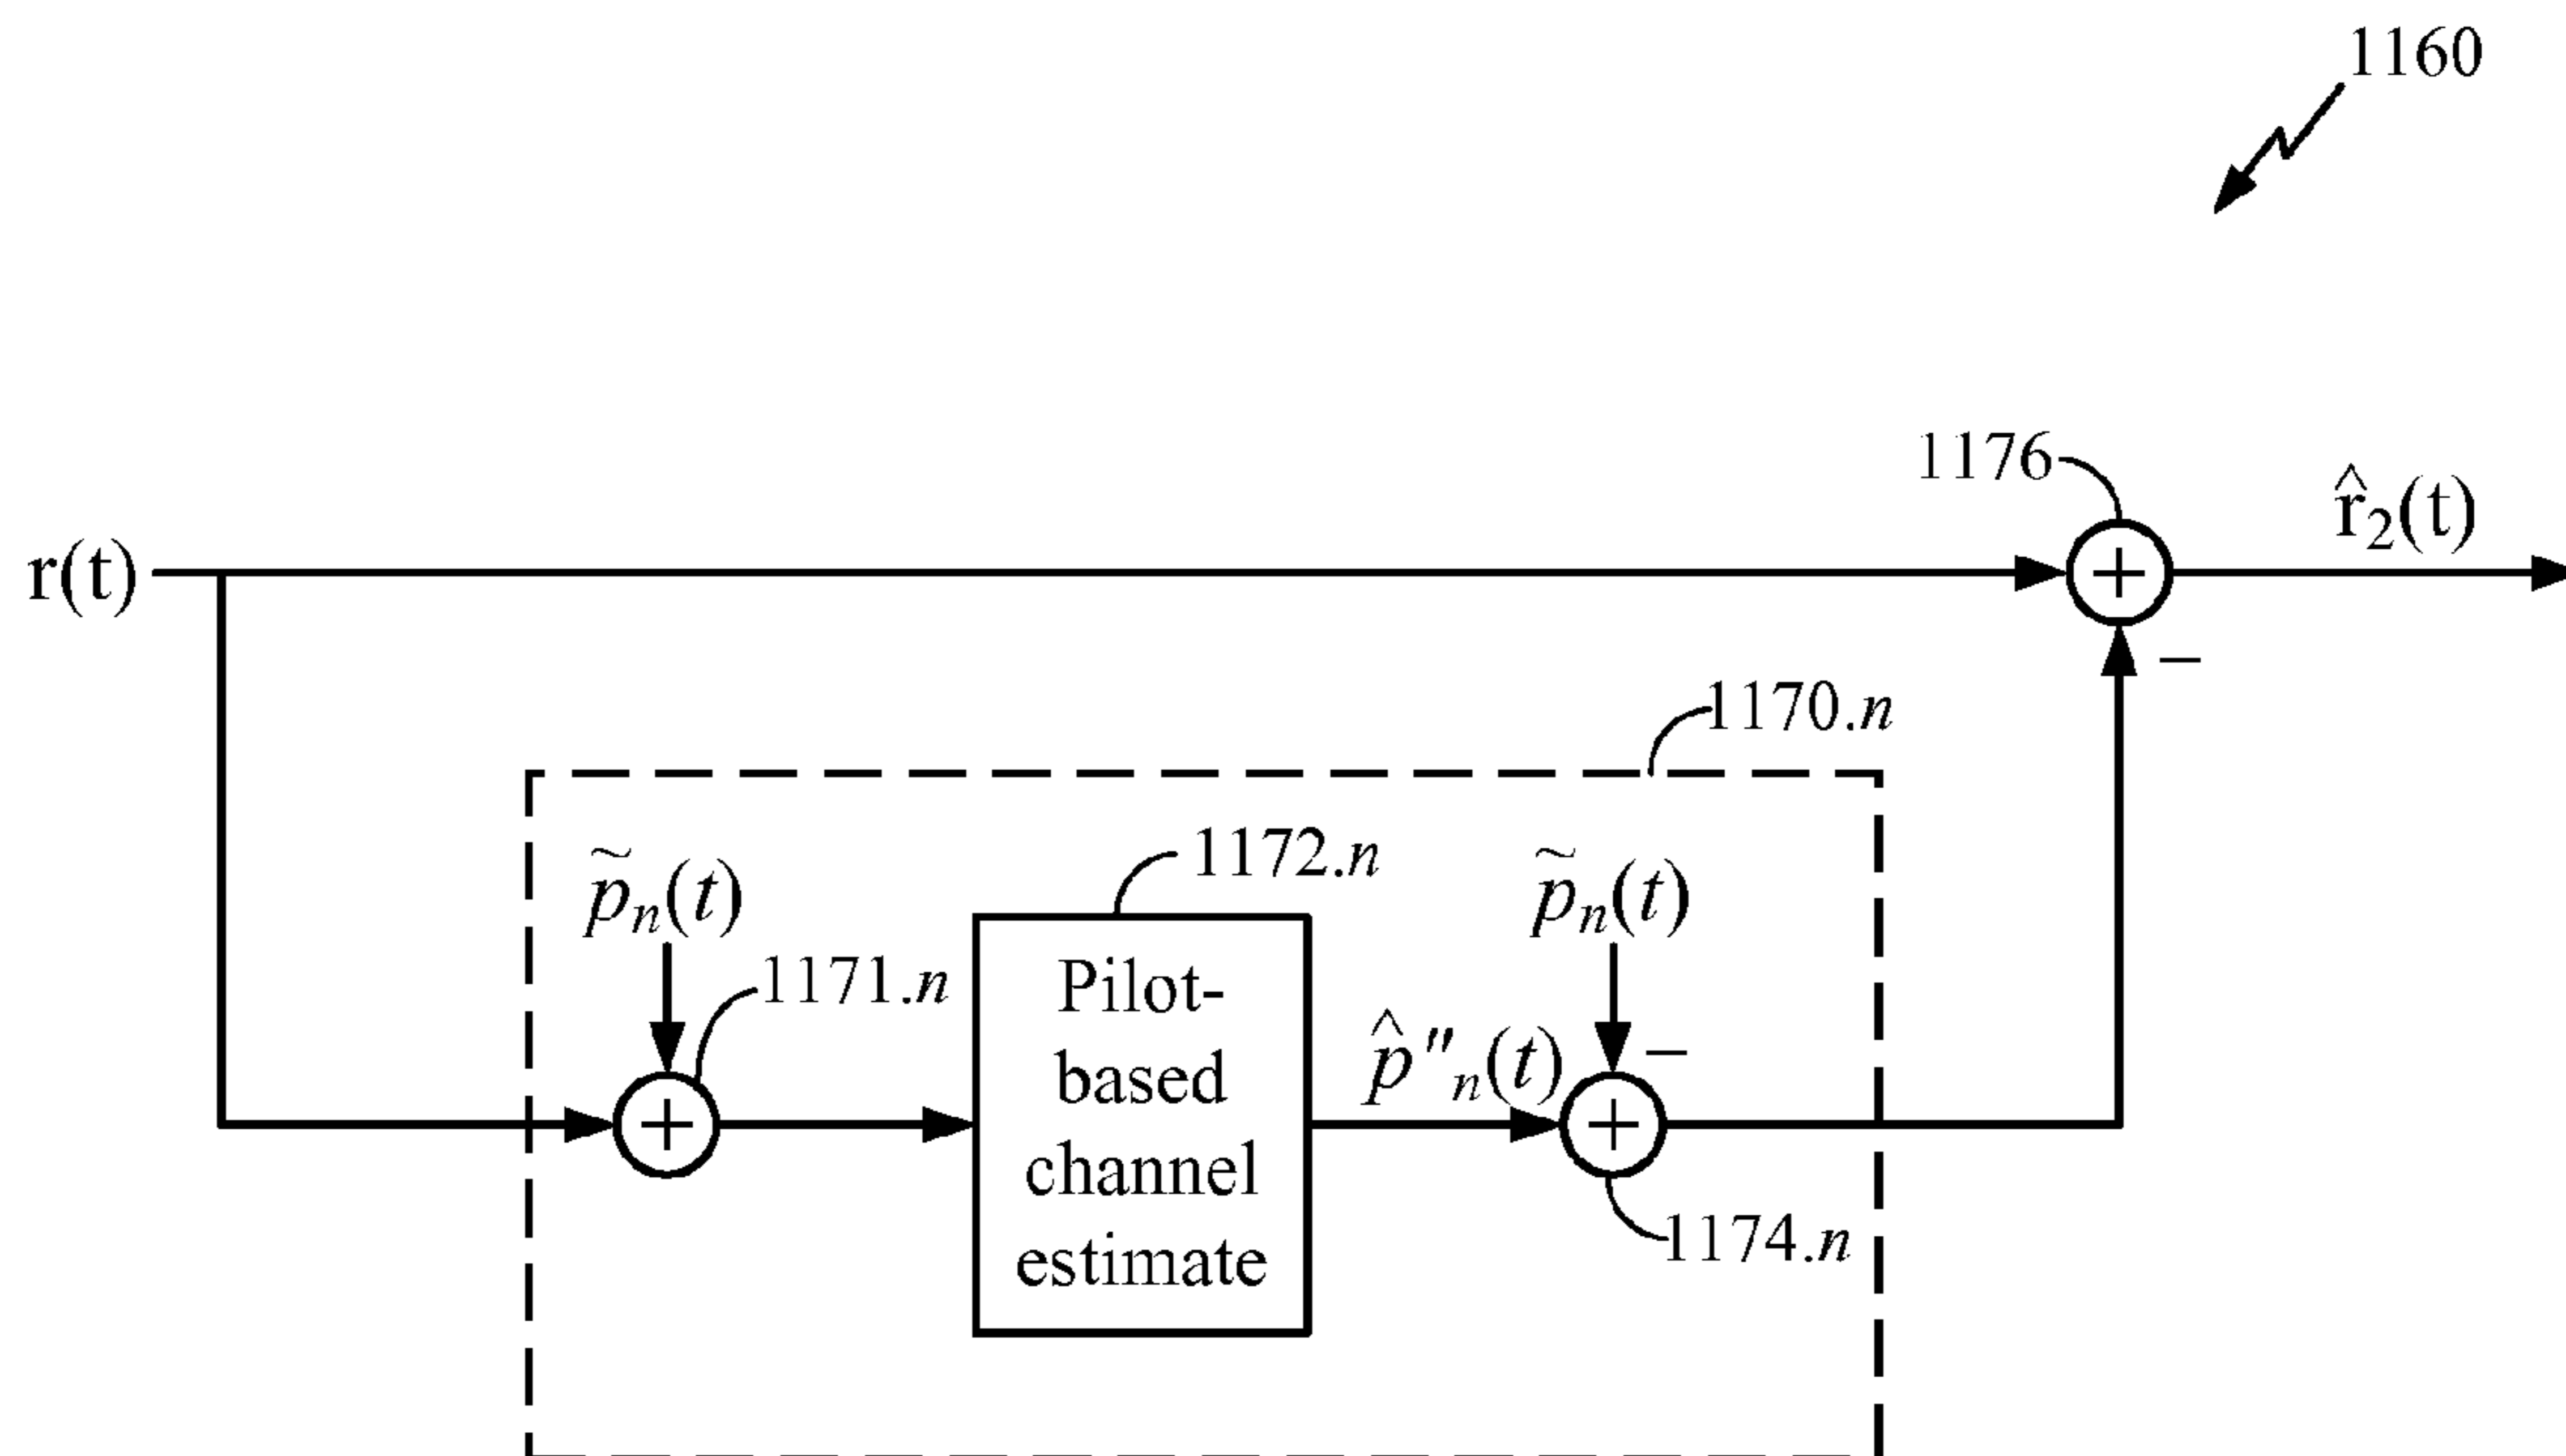 1160
1176
r̂₂(t)
r(t)
−
1170.n
p̃ₙ(t)
1172.n
p̃ₙ(t)
1171.n
Pilot-
based
channel
estimate
p̂″ₙ(t)
−
+
+
+
1174.n